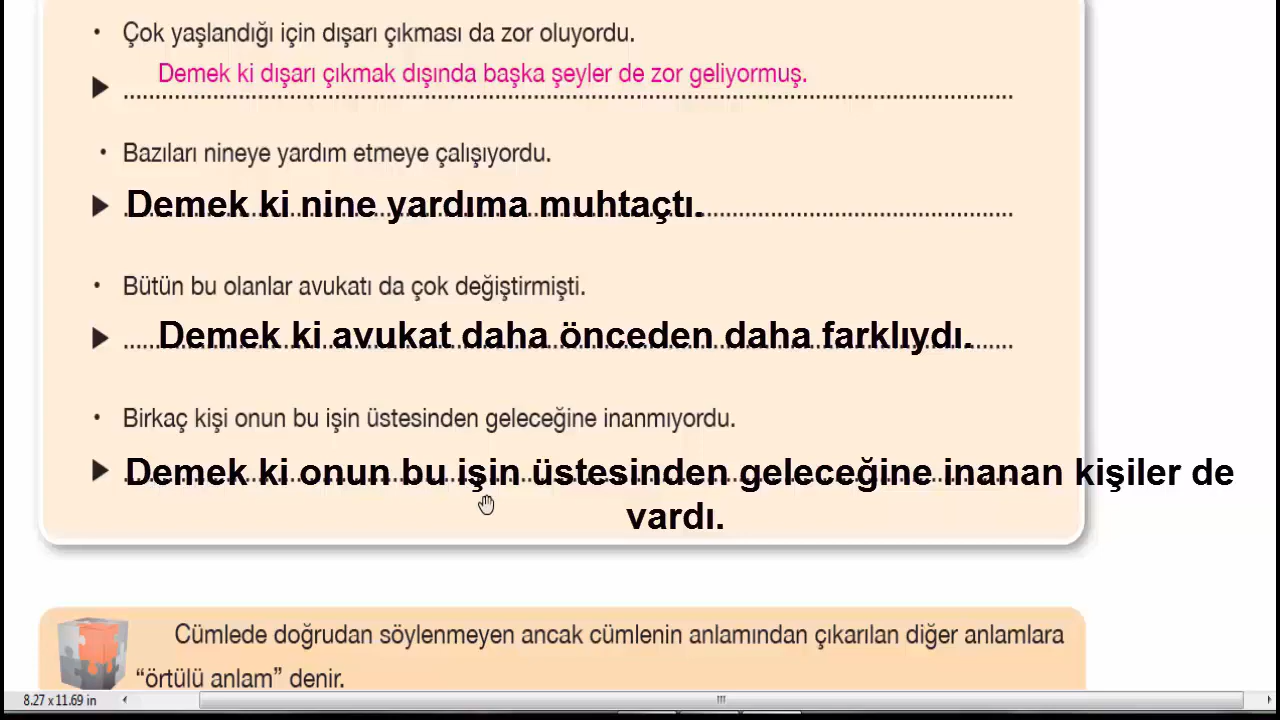 • Çok yaşlandığı için dışarı çıkması da zor oluyordu.
Demek ki dışarı çıkmak dışında başka şeyler de zor geliyormuş.
• Bazıları nineye yardım etmeye çalışıyordu.
Demek ki nine yardıma muhtaçtı.
• Bütün bu olanlar avukatı da çok değiştirmişti.
Demek ki avukat daha önceden daha farklıydı.
• Birkaç kişi onun bu işin üstesinden geleceğine inanmıyordu.
Demek ki onun bu işin üstesinden geleceğine inanan kişiler de
vardı.
Cümlede doğrudan söylenmeyen ancak cümlenin anlamından çıkarılan diğer anlamlara
“örtülü anlam” denir.
8.27 x 11.69 in